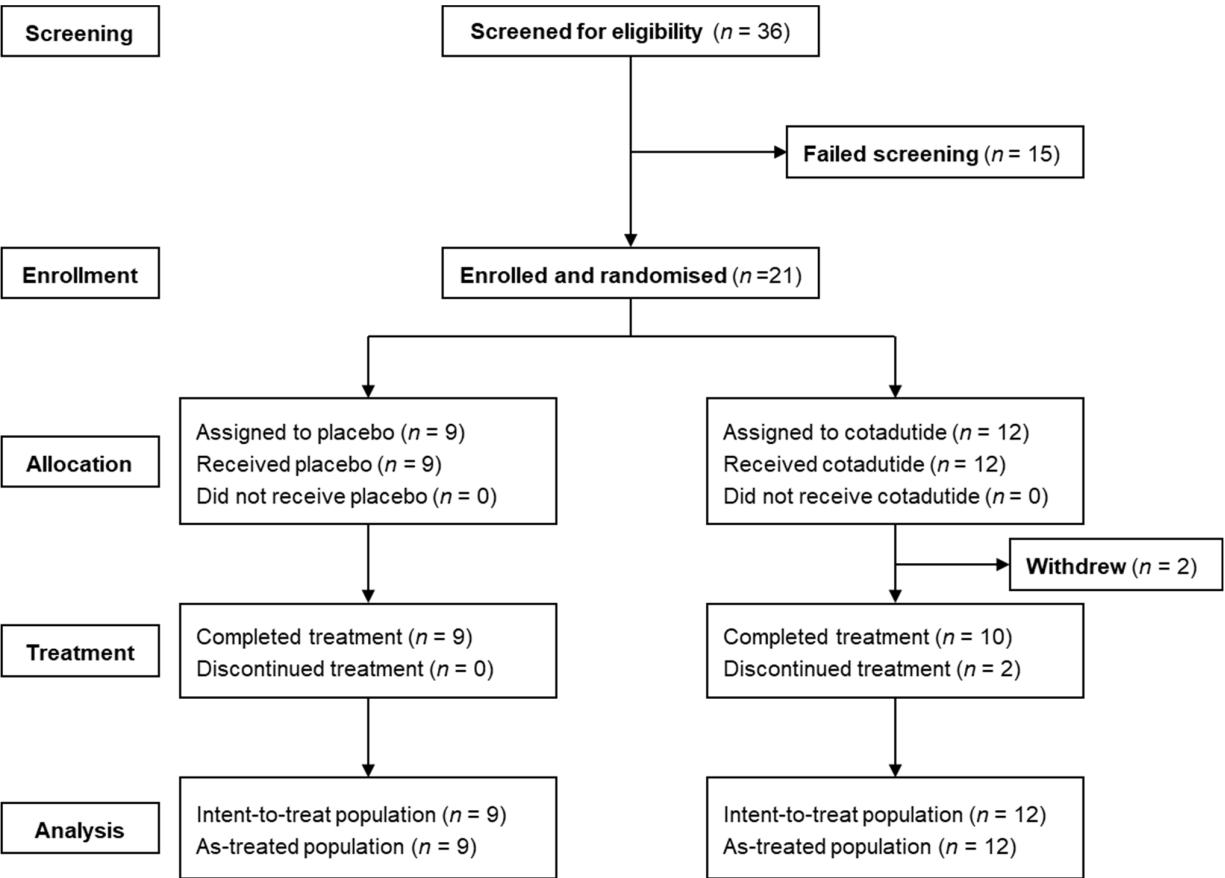 Screening
Screened for eligibility (n = 36)
Failed screening (n = 15)
Enrollment
Enrolled and randomised (n =21)
Allocation
Assigned to placebo (n = 9)
Received placebo (n = 9)
Did not receive placebo (n = 0)
Assigned to cotadutide (n = 12)
Received cotadutide (n = 12)
Did not receive cotadutide (n = 0)
Withdrew (n = 2)
Treatment
Completed treatment (n = 9)
Discontinued treatment (n = 0)
Completed treatment (n = 10)
Discontinued treatment (n = 2)
Analysis
Intent-to-treat population (n = 9)
As-treated population (n = 9)
Intent-to-treat population (n = 12)
As-treated population (n = 12)